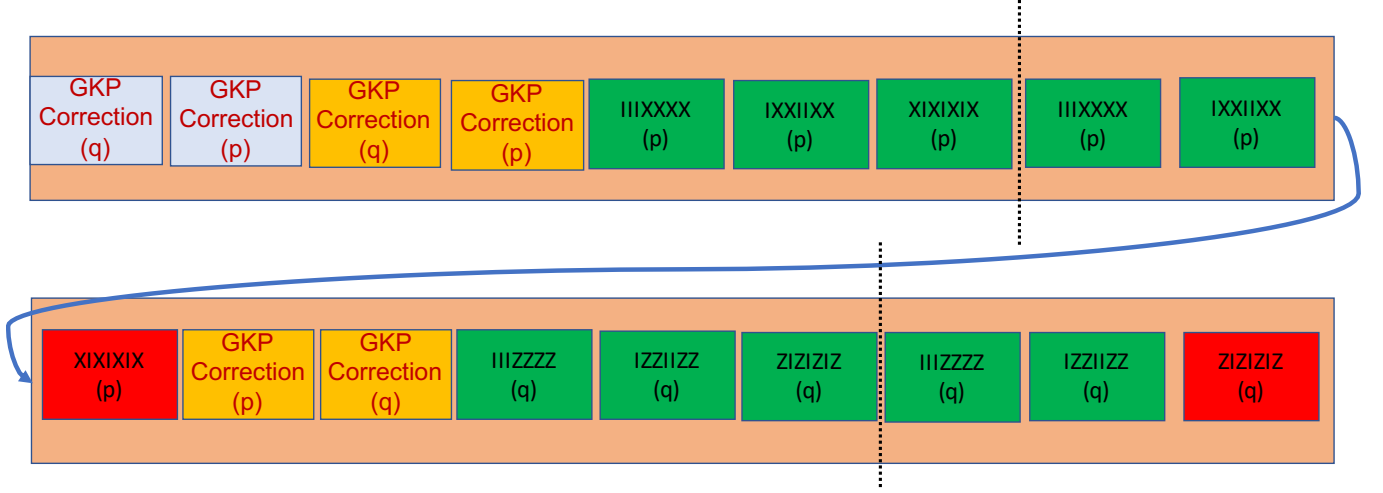 GKP
Correction
(q)
GKP
Correction
(p)
GKP
Correction
(q)
GKP
Correction
(p)
IIIXXXX
(p)
IXXIIXX
(p)
XIXIXIX
(p)
IIIXXXX
(p)
IXXIIXX
(p)
XIXIXIX
(p)
GKP
Correction
(p)
GKP
Correction
(q)
IIIZZZZ
(q)
IZZIIZZ
(q)
ZIZIZIZ
(q)
IIIZZZZ
(q)
IZZIIZZ
(q)
ZIZIZIZ
(q)